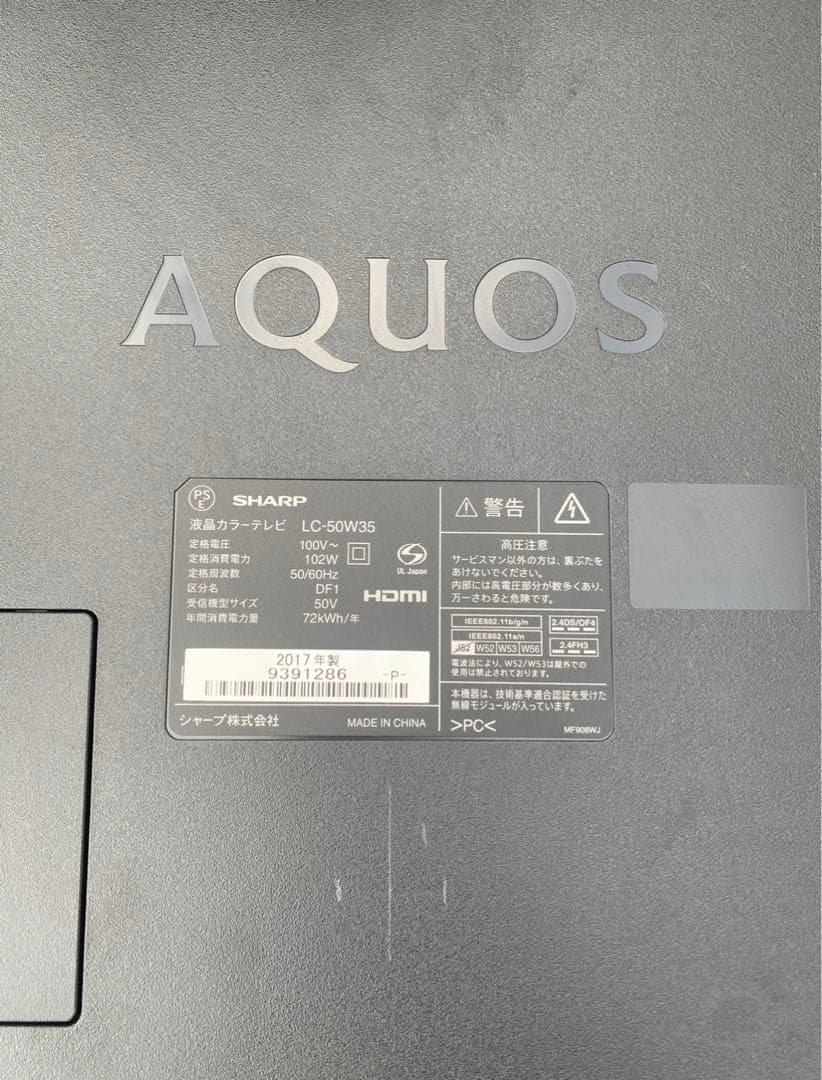 AQUOS
PS
E
SHARP
液晶カラーテレビ LC-50W35
定格電圧 100V～
定格消費電力 102W
定格周波数 50/60Hz
区分名 DF1
受信機型サイズ 50V
年間消費電力量 72kWh/年
UL Japan
HDMI
2017年製
9391286 -P-
シャープ株式会社 MADE IN CHINA
警告
高圧注意
サービスマン以外の方は、裏ぶたを
あけないでください。
内部には高電圧部分が数多くあり、
万一さわると危険です。
IEEE802.11b/g/n 2.4DS/OF4
IEEE802.11a/n
J52 W52 W53 W56 2.4FH3
電波法により、W52/W53は屋外での
使用は禁止されております。
本機器は、技術基準適合認証を受けた
無線モジュールが入っています。
>PC< MF908WJ